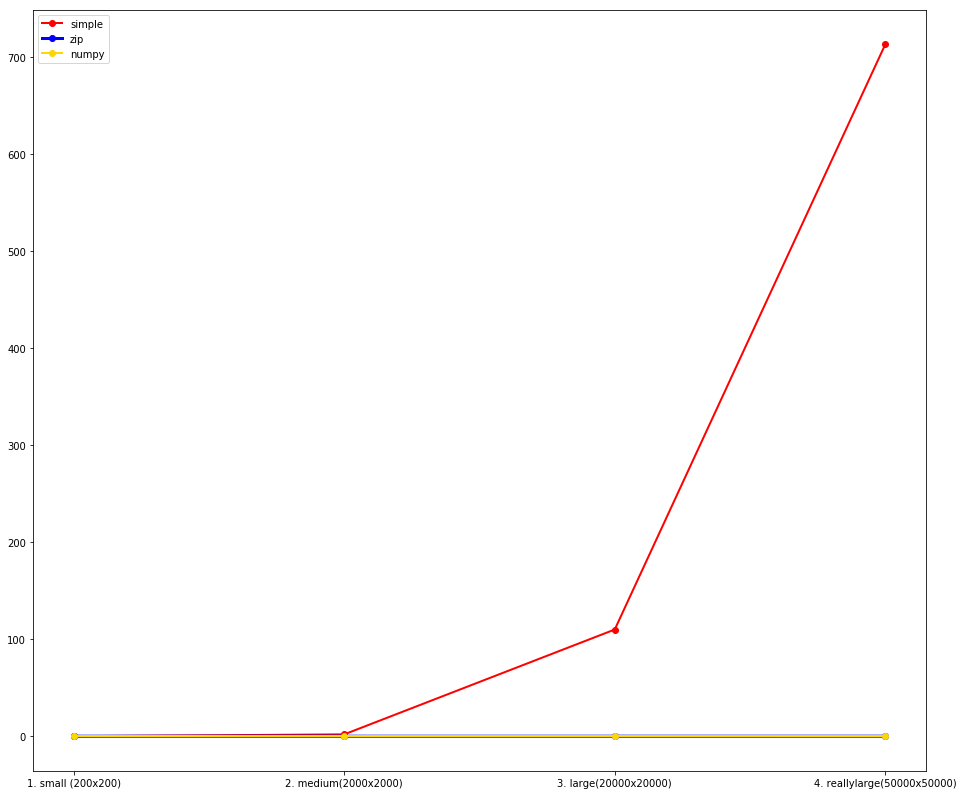 simple
zip
numpy
700
600
500
400
300
200
100
0
1. small (200x200)
2. medium(2000x2000)
3. large(20000x20000)
4. reallylarge(50000x50000)